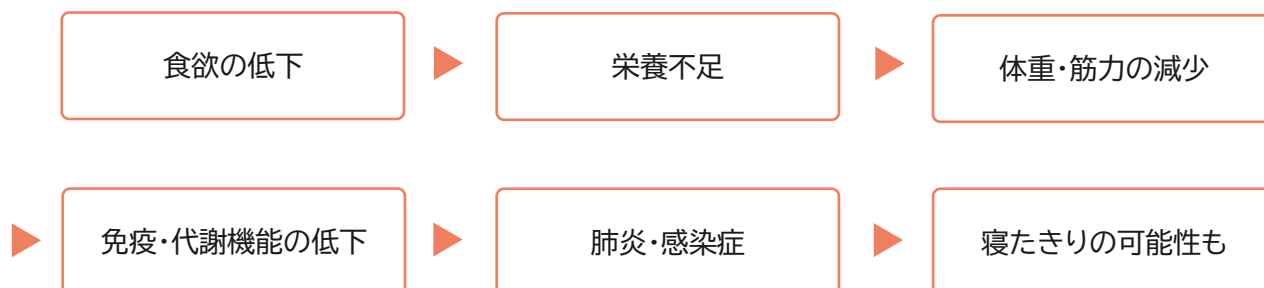 食欲の低下
栄養不足
体重・筋力の減少
免疫・代謝機能の低下
肺炎・感染症
寝たきりの可能性も